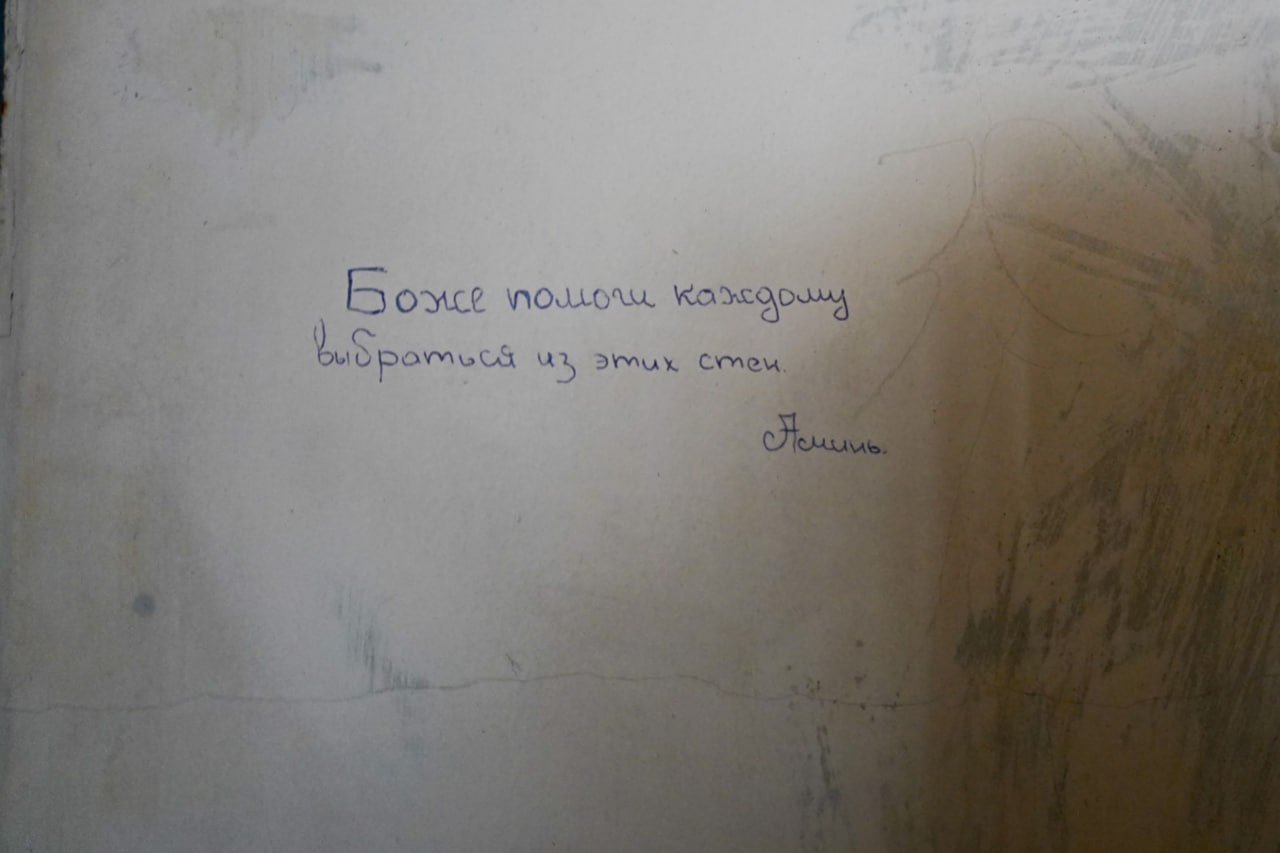 Боже помоги каждому
выбраться из этих стен.
Аминь.